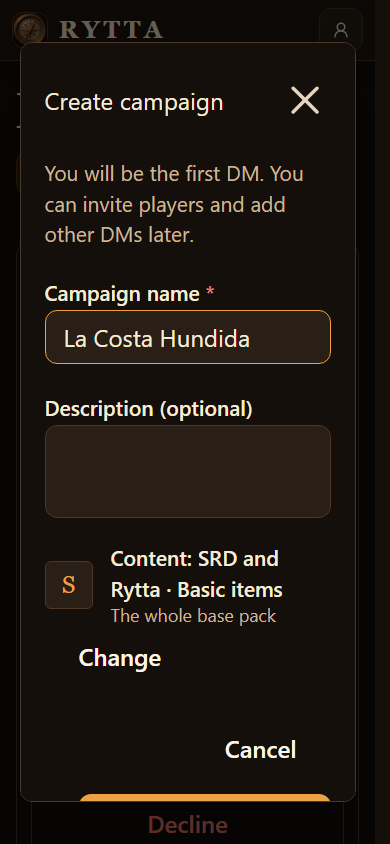 RYTTA
Create campaign
You will be the first DM. You
can invite players and add
other DMs later.
Campaign name *
La Costa Hundida
Description (optional)
S
Content: SRD and
Rytta · Basic items
The whole base pack
Change
Cancel
Decline